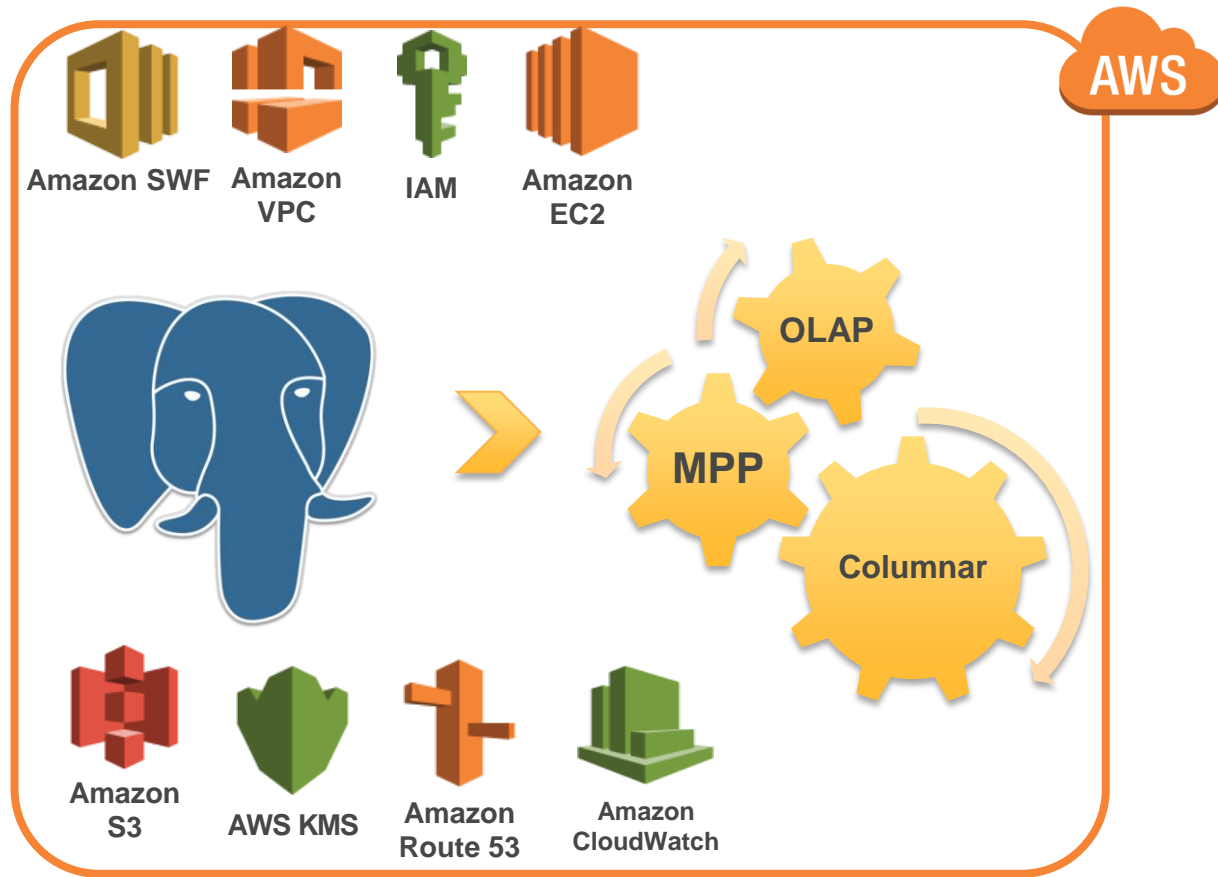 AWS
Amazon SWF
Amazon
VPC
IAM
Amazon
EC2
OLAP
MPP
Columnar
Amazon
S3
AWS KMS
Amazon
Route 53
Amazon
CloudWatch